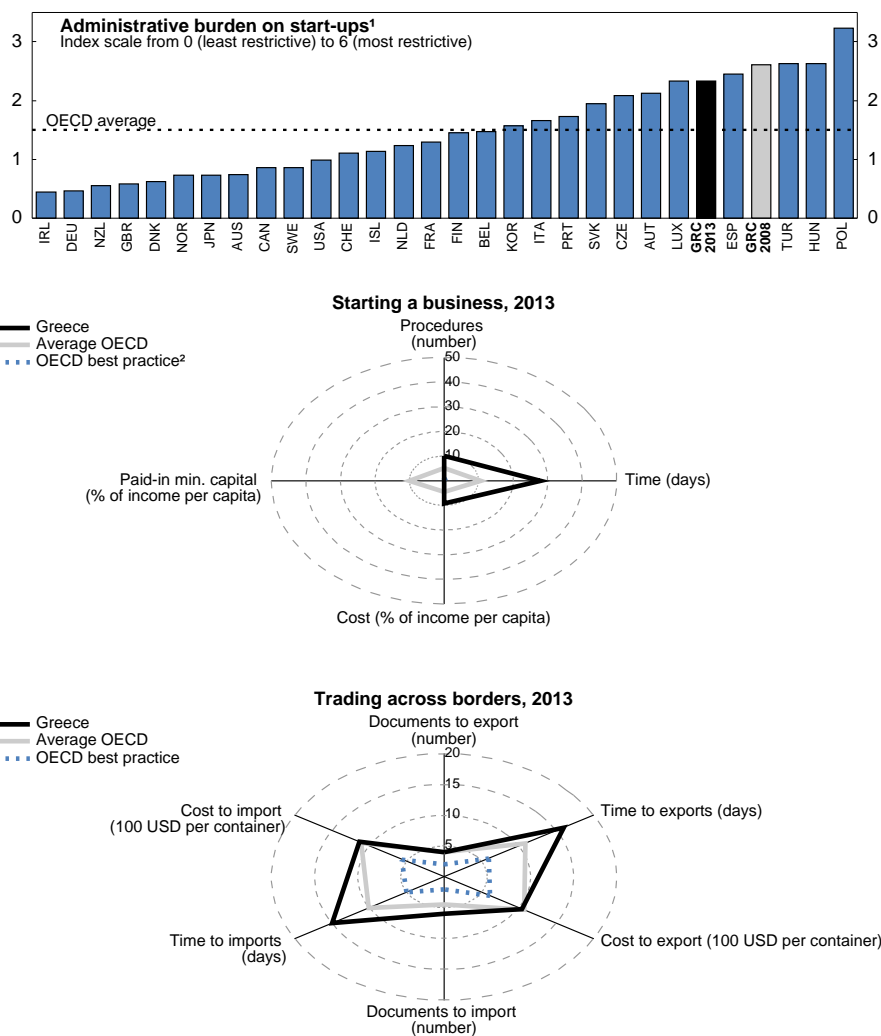 Administrative burden on start-ups¹
Index scale from 0 (least restrictive) to 6 (most restrictive)
3
3
2
2
OECD average
1
1
0
0
IRL
DEU
NZL
GBR
DNK
NOR
JPN
AUS
CAN
SWE
USA
CHE
ISL
NLD
FRA
FIN
BEL
KOR
ITA
PRT
SVK
CZE
AUT
LUX
GRC
2013
ESP
GRC
2008
TUR
HUN
POL
Starting a business, 2013
Greece
Average OECD
OECD best practice²
Procedures
(number)
50
40
30
20
10
Paid-in min. capital
(% of income per capita)
Time (days)
Cost (% of income per capita)
Trading across borders, 2013
Greece
Average OECD
OECD best practice
Documents to export
(number)
20
15
10
5
Cost to import
(100 USD per container)
Time to exports (days)
Time to imports
(days)
Cost to export (100 USD per container)
Documents to import
(number)